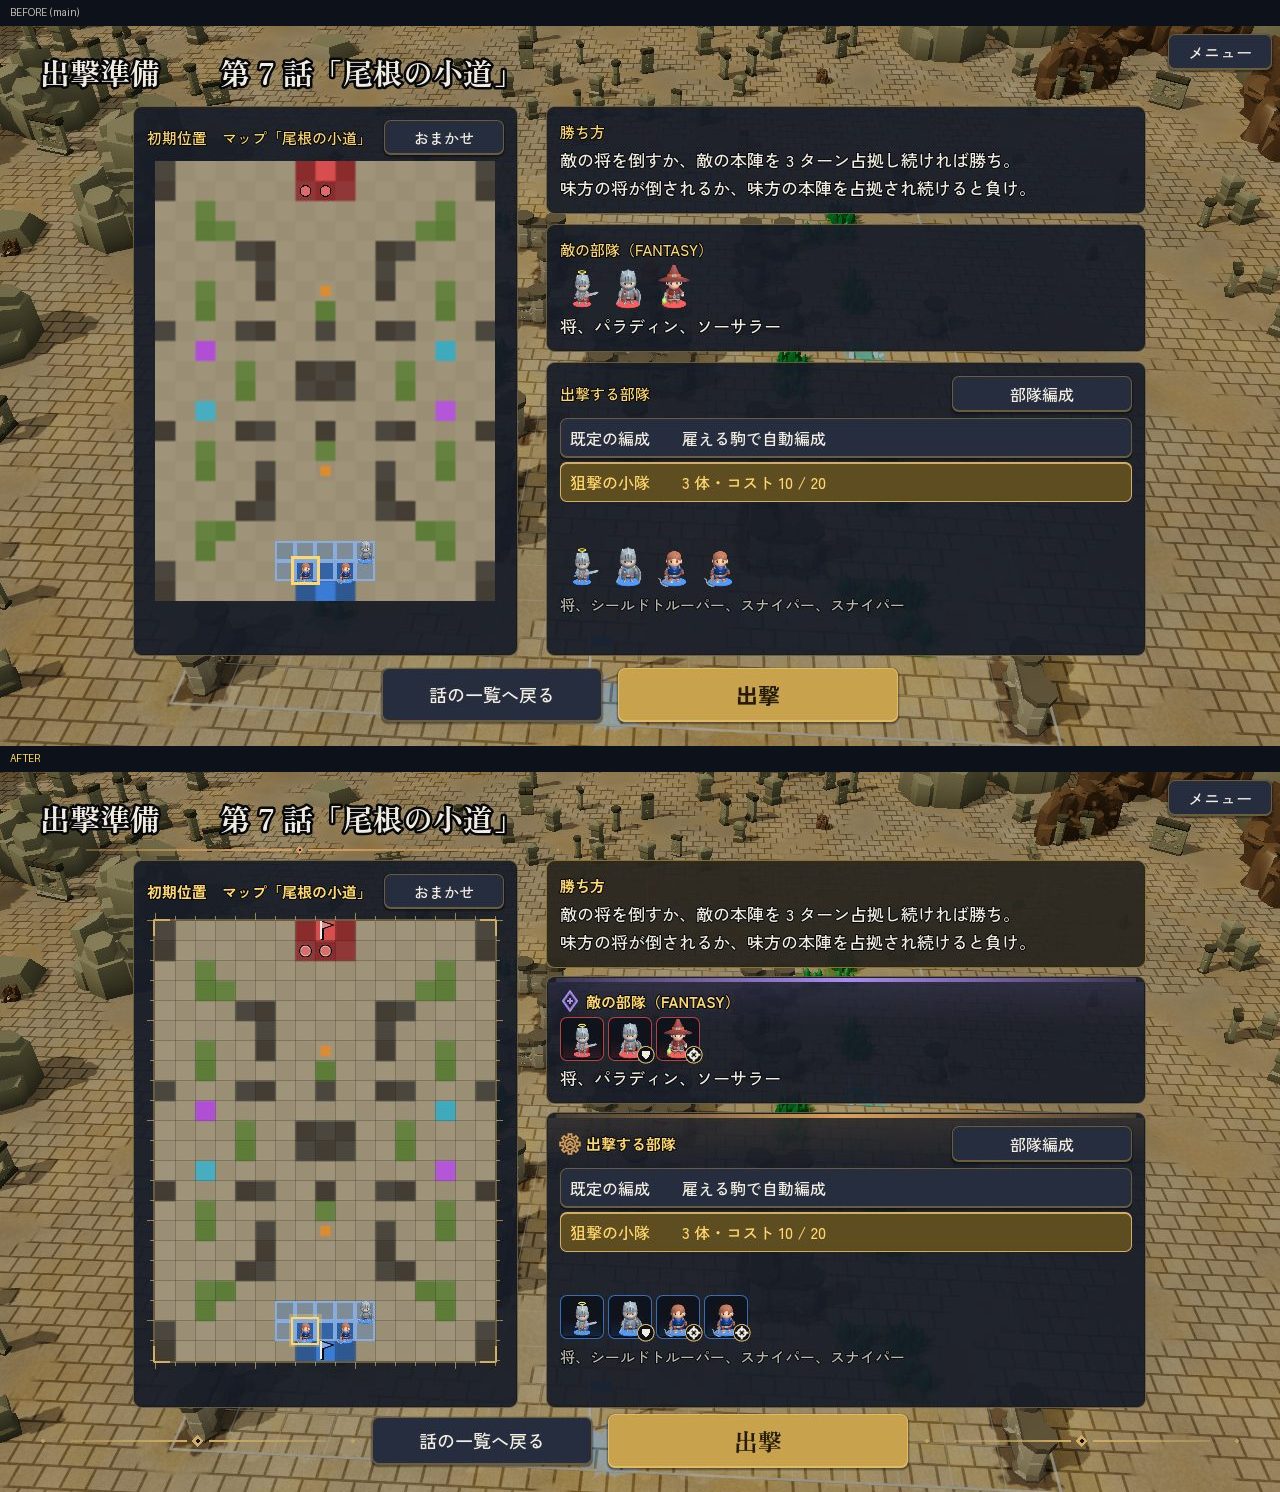 BEFORE (main)
メニュー
出撃準備　第７話「尾根の小道」
初期位置　マップ「尾根の小道」
おまかせ
勝ち方
敵の将を倒すか、敵の本陣を 3 ターン占拠し続ければ勝ち。
味方の将が倒されるか、味方の本陣を占拠され続けると負け。
敵の部隊（FANTASY）
将、パラディン、ソーサラー
出撃する部隊
部隊編成
既定の編成　雇える駒で自動編成
狙撃の小隊　3 体・コスト 10 / 20
将、シールドトルーパー、スナイパー、スナイパー
話の一覧へ戻る
出撃
AFTER
メニュー
出撃準備　第７話「尾根の小道」
初期位置　マップ「尾根の小道」
おまかせ
勝ち方
敵の将を倒すか、敵の本陣を 3 ターン占拠し続ければ勝ち。
味方の将が倒されるか、味方の本陣を占拠され続けると負け。
敵の部隊（FANTASY）
将、パラディン、ソーサラー
出撃する部隊
部隊編成
既定の編成　雇える駒で自動編成
狙撃の小隊　3 体・コスト 10 / 20
将、シールドトルーパー、スナイパー、スナイパー
話の一覧へ戻る
出撃